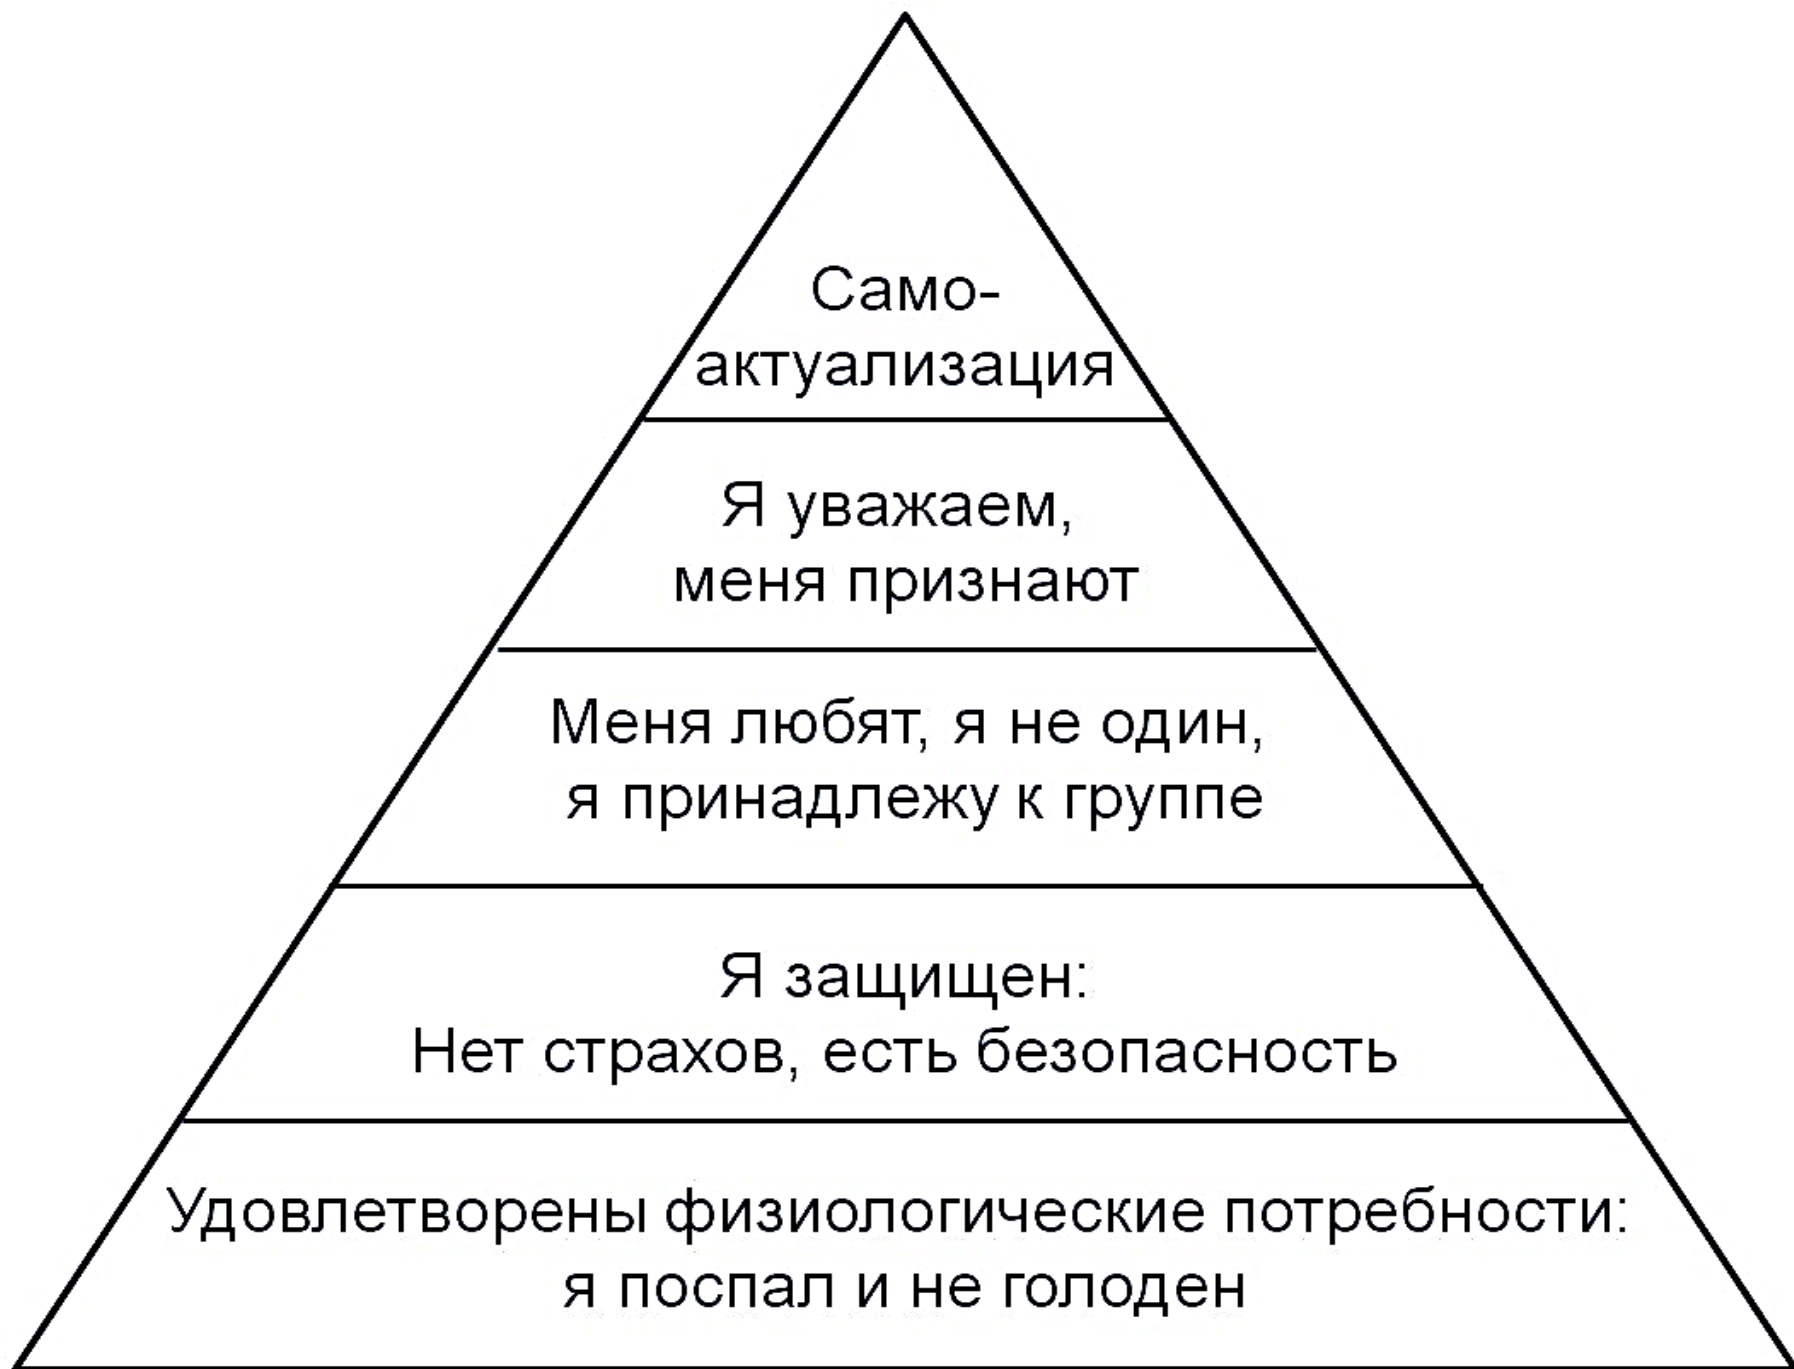 Само-
актуализация
Я уважаем,
меня признают
Меня любят, я не один,
я принадлежу к группе
Я защищен:
Нет страхов, есть безопасность
Удовлетворены физиологические потребности:
я поспал и не голоден